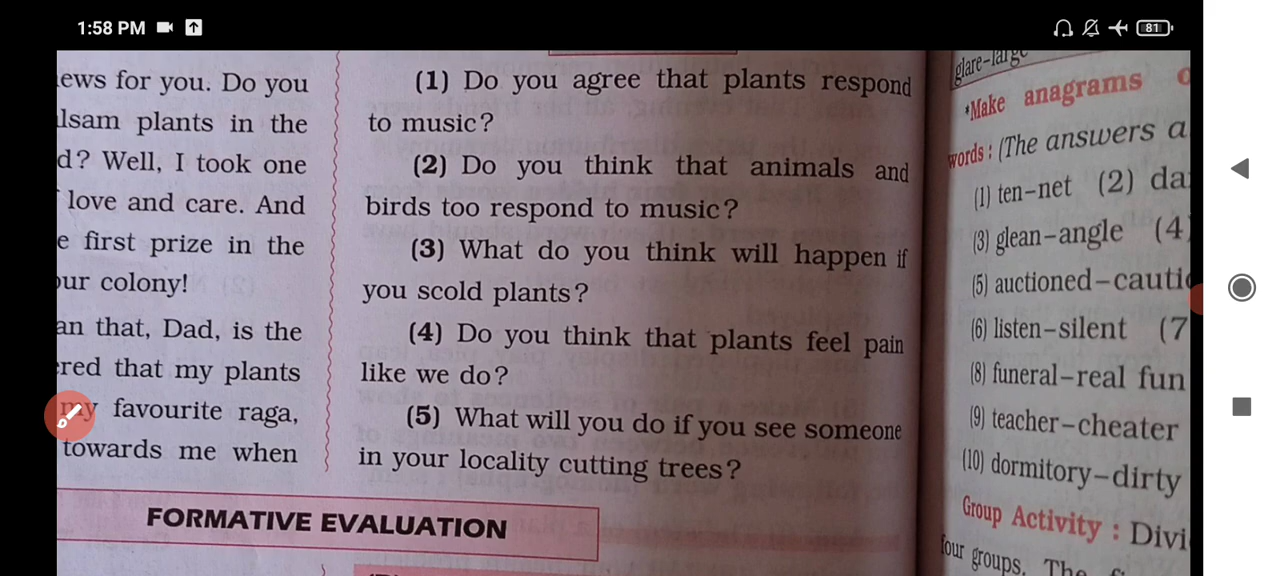 1:58 PM
81
ews for you. Do you
lsam plants in the
d? Well, I took one
love and care. And
e first prize in the
our colony!
an that, Dad, is the
red that my plants
my favourite raga,
towards me when
FORMATIVE EVALUATION
(1) Do you agree that plants respond
to music?
(2) Do you think that animals and
birds too respond to music?
(3) What do you think will happen if
you scold plants?
(4) Do you think that plants feel pain
like we do?
(5) What will you do if you see someone
in your locality cutting trees?
glare-large
*Make anagrams o
words : (The answers a
(1) ten-net (2) da
(3) glean-angle (4)
(5) auctioned-cautio
(6) listen-silent (7
(8) funeral-real fun
(9) teacher-cheater
(10) dormitory-dirty
Group Activity : Divi
four groups. The